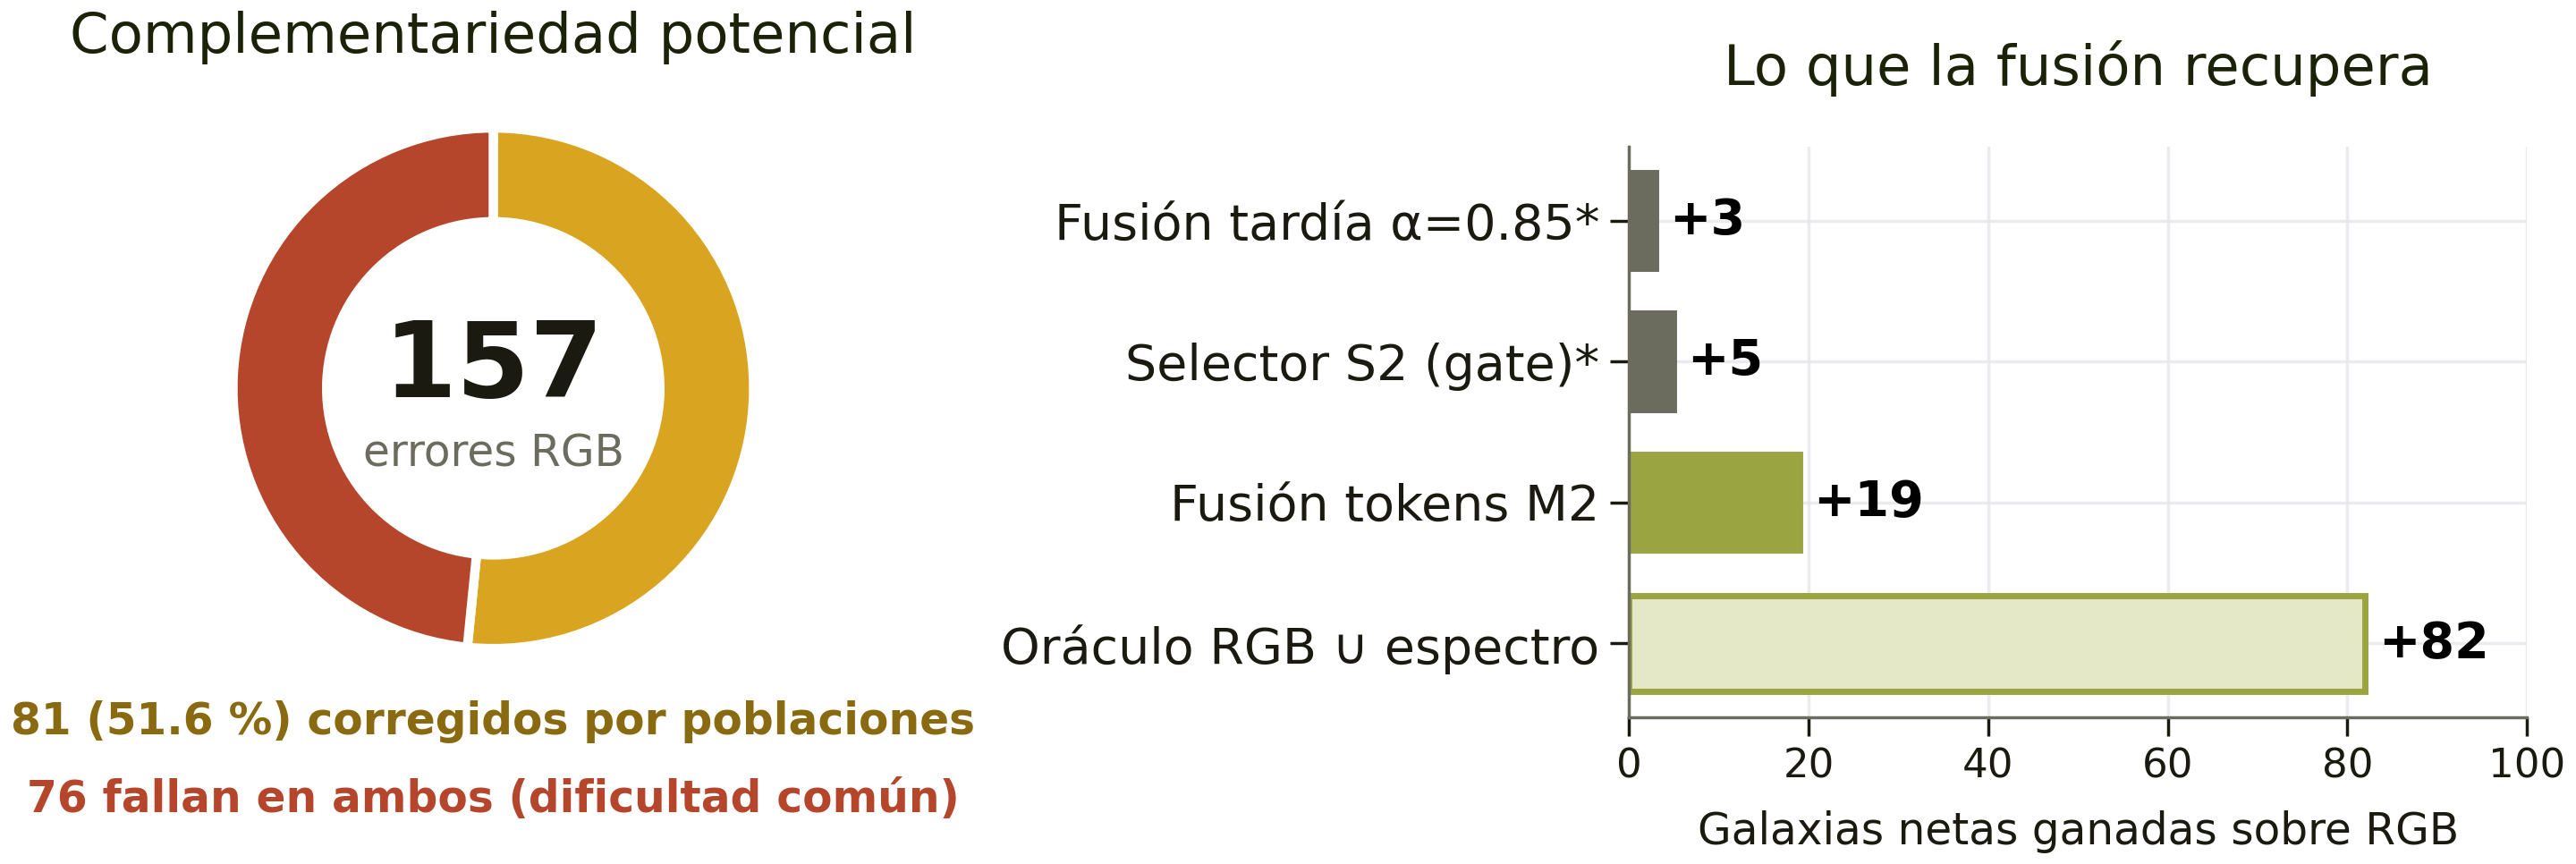 Complementariedad potencial
157
errores RGB
81 (51.6 %) corregidos por poblaciones
76 fallan en ambos (dificultad común)
Lo que la fusión recupera
Fusión tardía α=0.85*
+3
Selector S2 (gate)*
+5
Fusión tokens M2
+19
Oráculo RGB ∪ espectro
+82
0 20 40 60 80 100
Galaxias netas ganadas sobre RGB